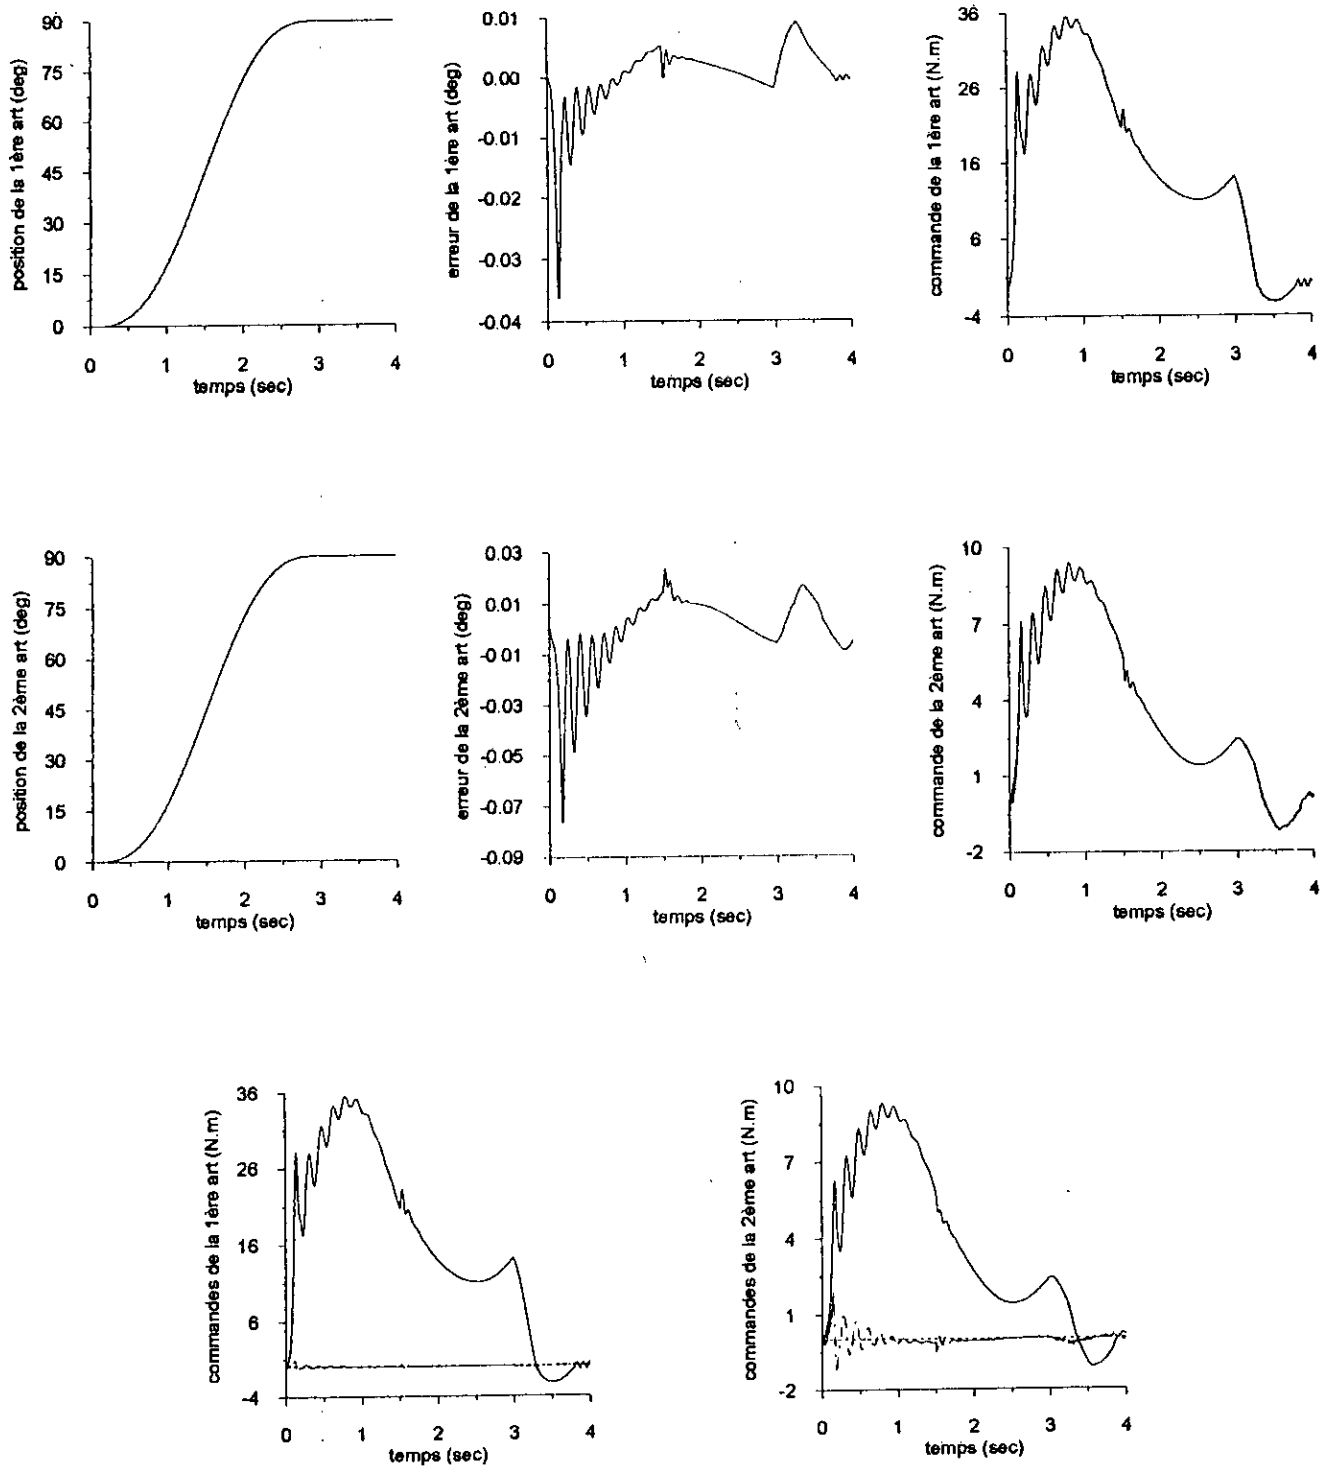 position de la 1ère art (deg)
90
75
60
45
30
15
0
0 1 2 3 4
temps (sec)
erreur de la 1ère art (deg)
0.01
0.00
-0.01
-0.02
-0.03
-0.04
0 1 2 3 4
temps (sec)
commande de la 1ère art (N.m)
36
26
16
6
-4
0 1 2 3 4
temps (sec)
position de la 2ème art (deg)
90
75
60
45
30
15
0
0 1 2 3 4
temps (sec)
erreur de la 2ème art (deg)
0.03
0.01
-0.01
-0.03
-0.05
-0.07
-0.09
0 1 2 3 4
temps (sec)
commande de la 2ème art (N.m)
10
7
4
1
-2
0 1 2 3 4
temps (sec)
commandes de la 1ère art (N.m)
36
26
16
6
-4
0 1 2 3 4
temps (sec)
commandes de la 2ème art (N.m)
10
7
4
1
-2
0 1 2 3 4
temps (sec)